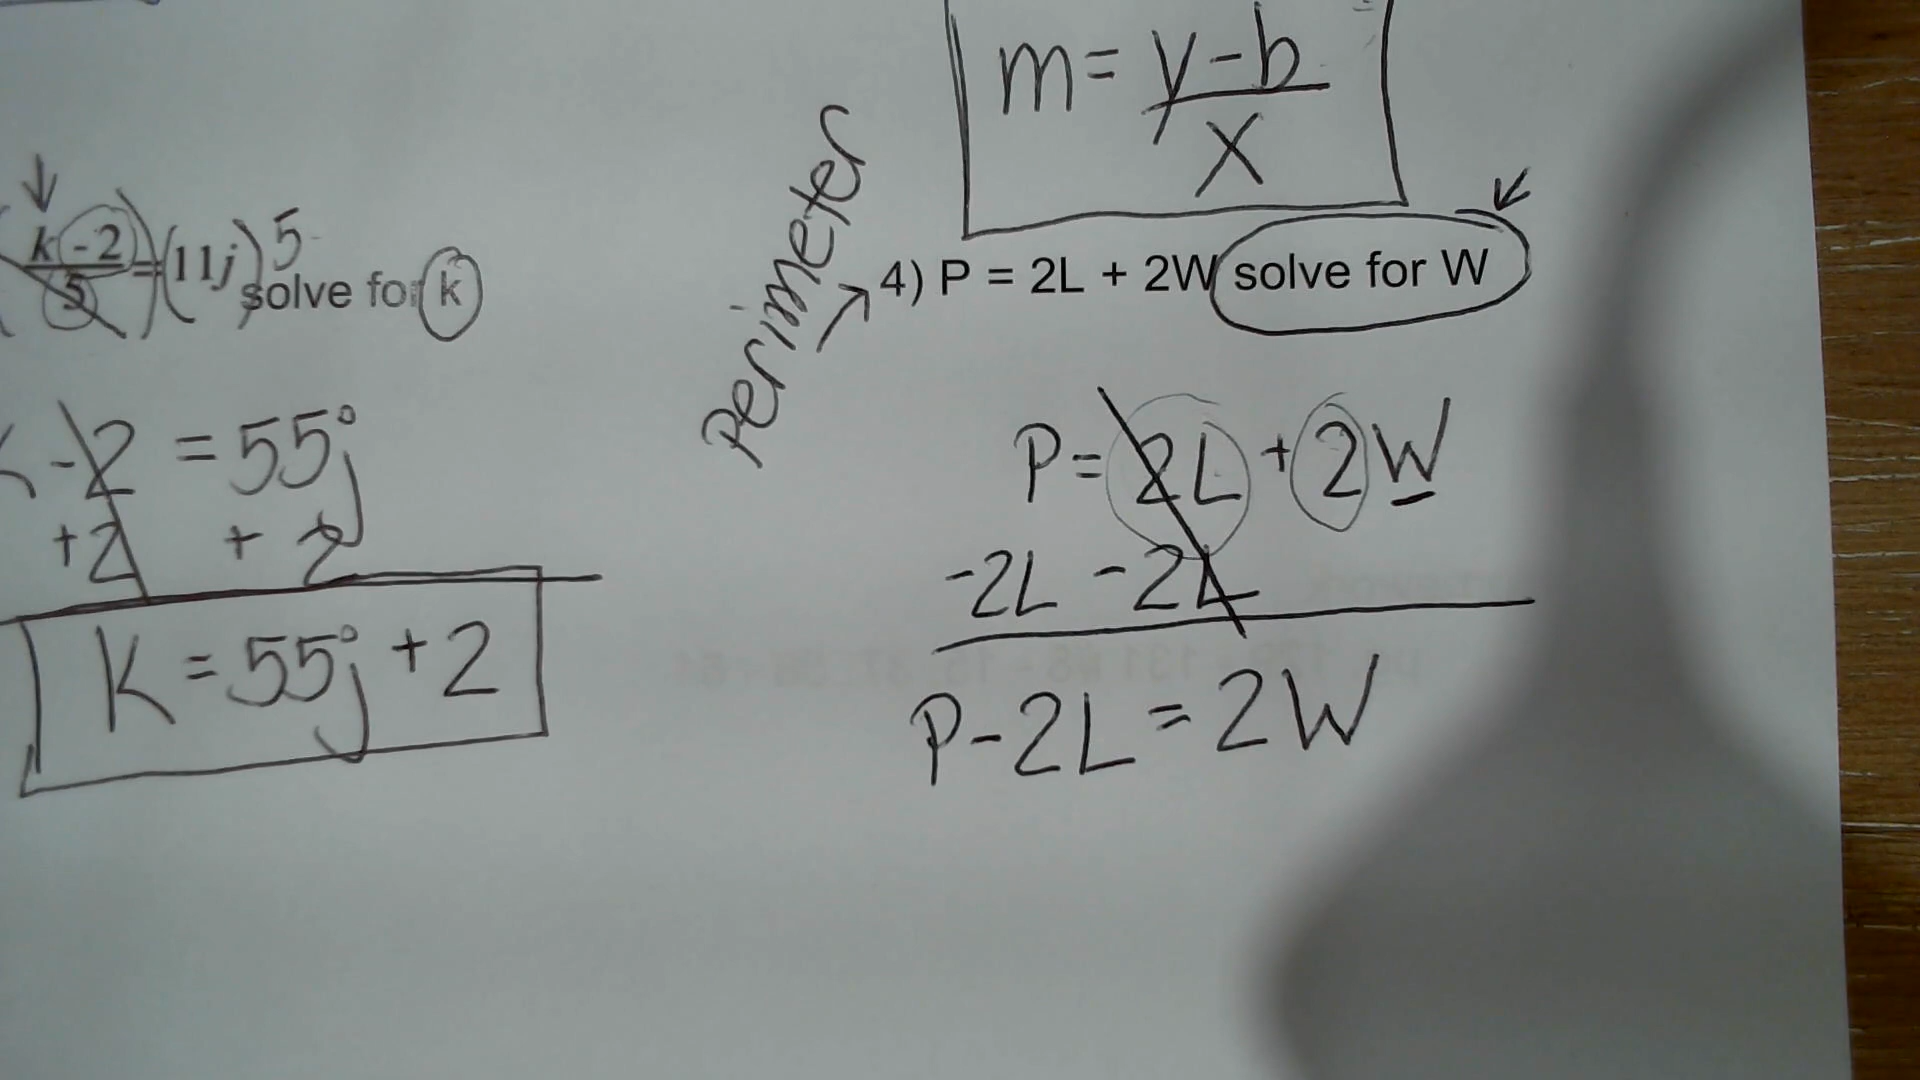 m = y - b
x
Perimeter
k - 2 = (11j) 5
5
solve for k
K - 2 = 55j
+2 + 2
K = 55j + 2
4) P = 2L + 2W solve for W
P = 2L + 2W
-2L -2L
P - 2L = 2W